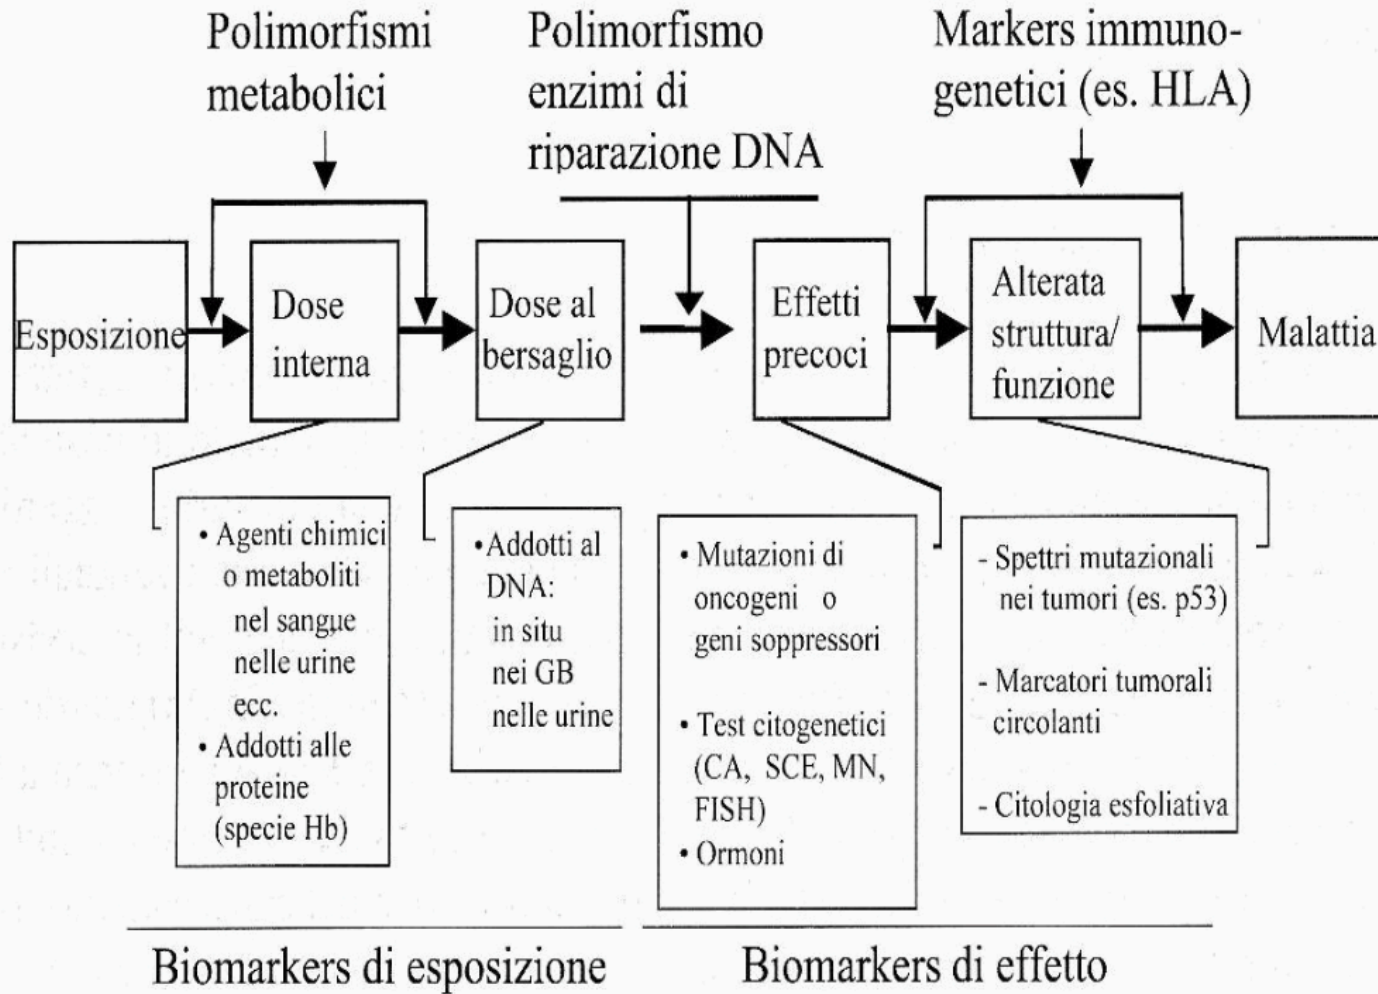 Polimorfismi
metabolici
Polimorfismo
enzimi di
riparazione DNA
Markers immuno-
genetici (es. HLA)
Esposizione
Dose
interna
Dose al
bersaglio
Effetti
precoci
Alterata
struttura/
funzione
Malattia
• Agenti chimici
o metaboliti
nel sangue
nelle urine
ecc.
• Addotti alle
proteine
(specie Hb)
• Addotti al
DNA:
in situ
nei GB
nelle urine
• Mutazioni di
oncogeni o
geni soppressori
• Test citogenetici
(CA, SCE, MN,
FISH)
• Ormoni
- Spettri mutazionali
nei tumori (es. p53)
- Marcatori tumorali
circolanti
- Citologia esfoliativa
Biomarkers di esposizione
Biomarkers di effetto